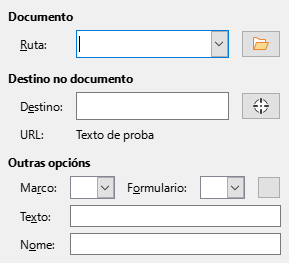 Documento
Ruta:
Destino no documento
Destino:
URL: Texto de proba
Outras opcións
Marco: Formulario:
Texto:
Nome: